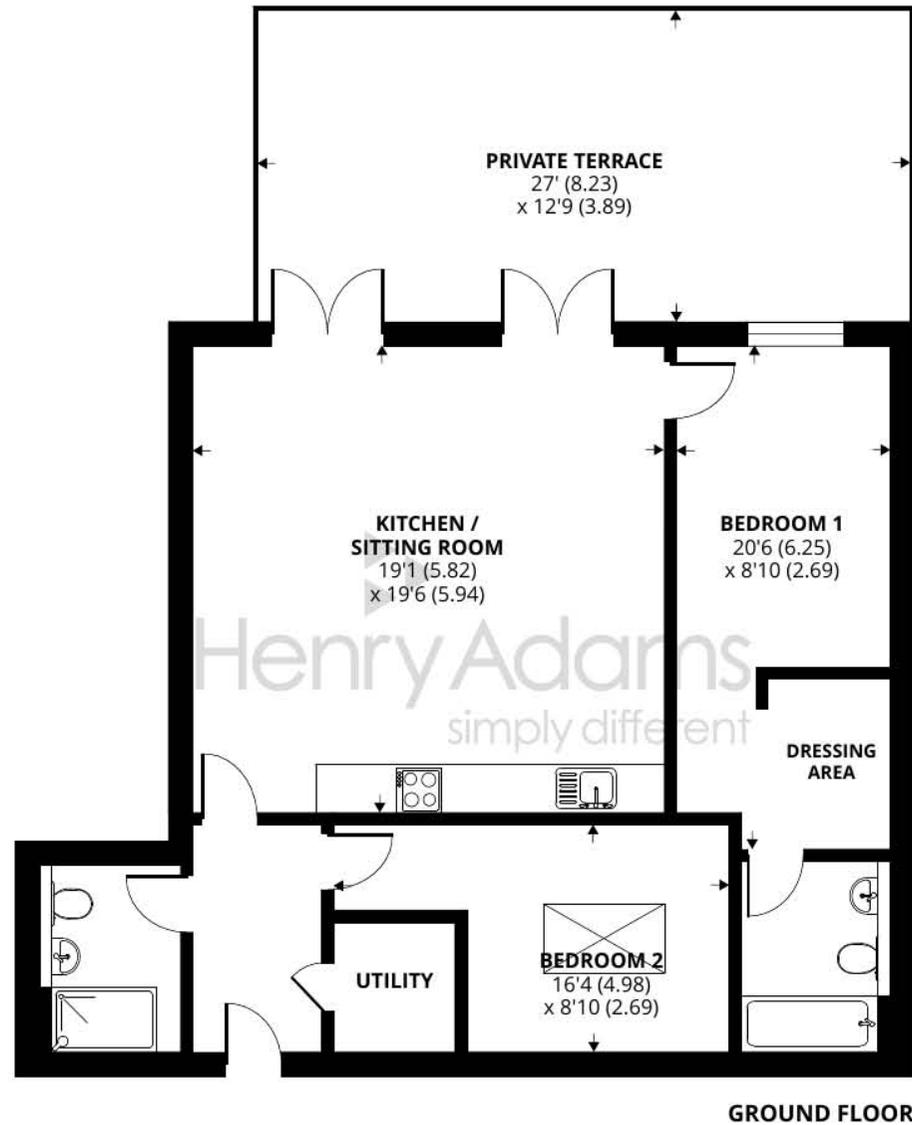 PRIVATE TERRACE
27' (8.23)
x 12'9 (3.89)
KITCHEN /
SITTING ROOM
19'1 (5.82)
x 19'6 (5.94)
BEDROOM 1
20'6 (6.25)
x 8'10 (2.69)
Henry Adams
simply different
DRESSING
AREA
UTILITY
BEDROOM 2
16'4 (4.98)
x 8'10 (2.69)
GROUND FLOOR